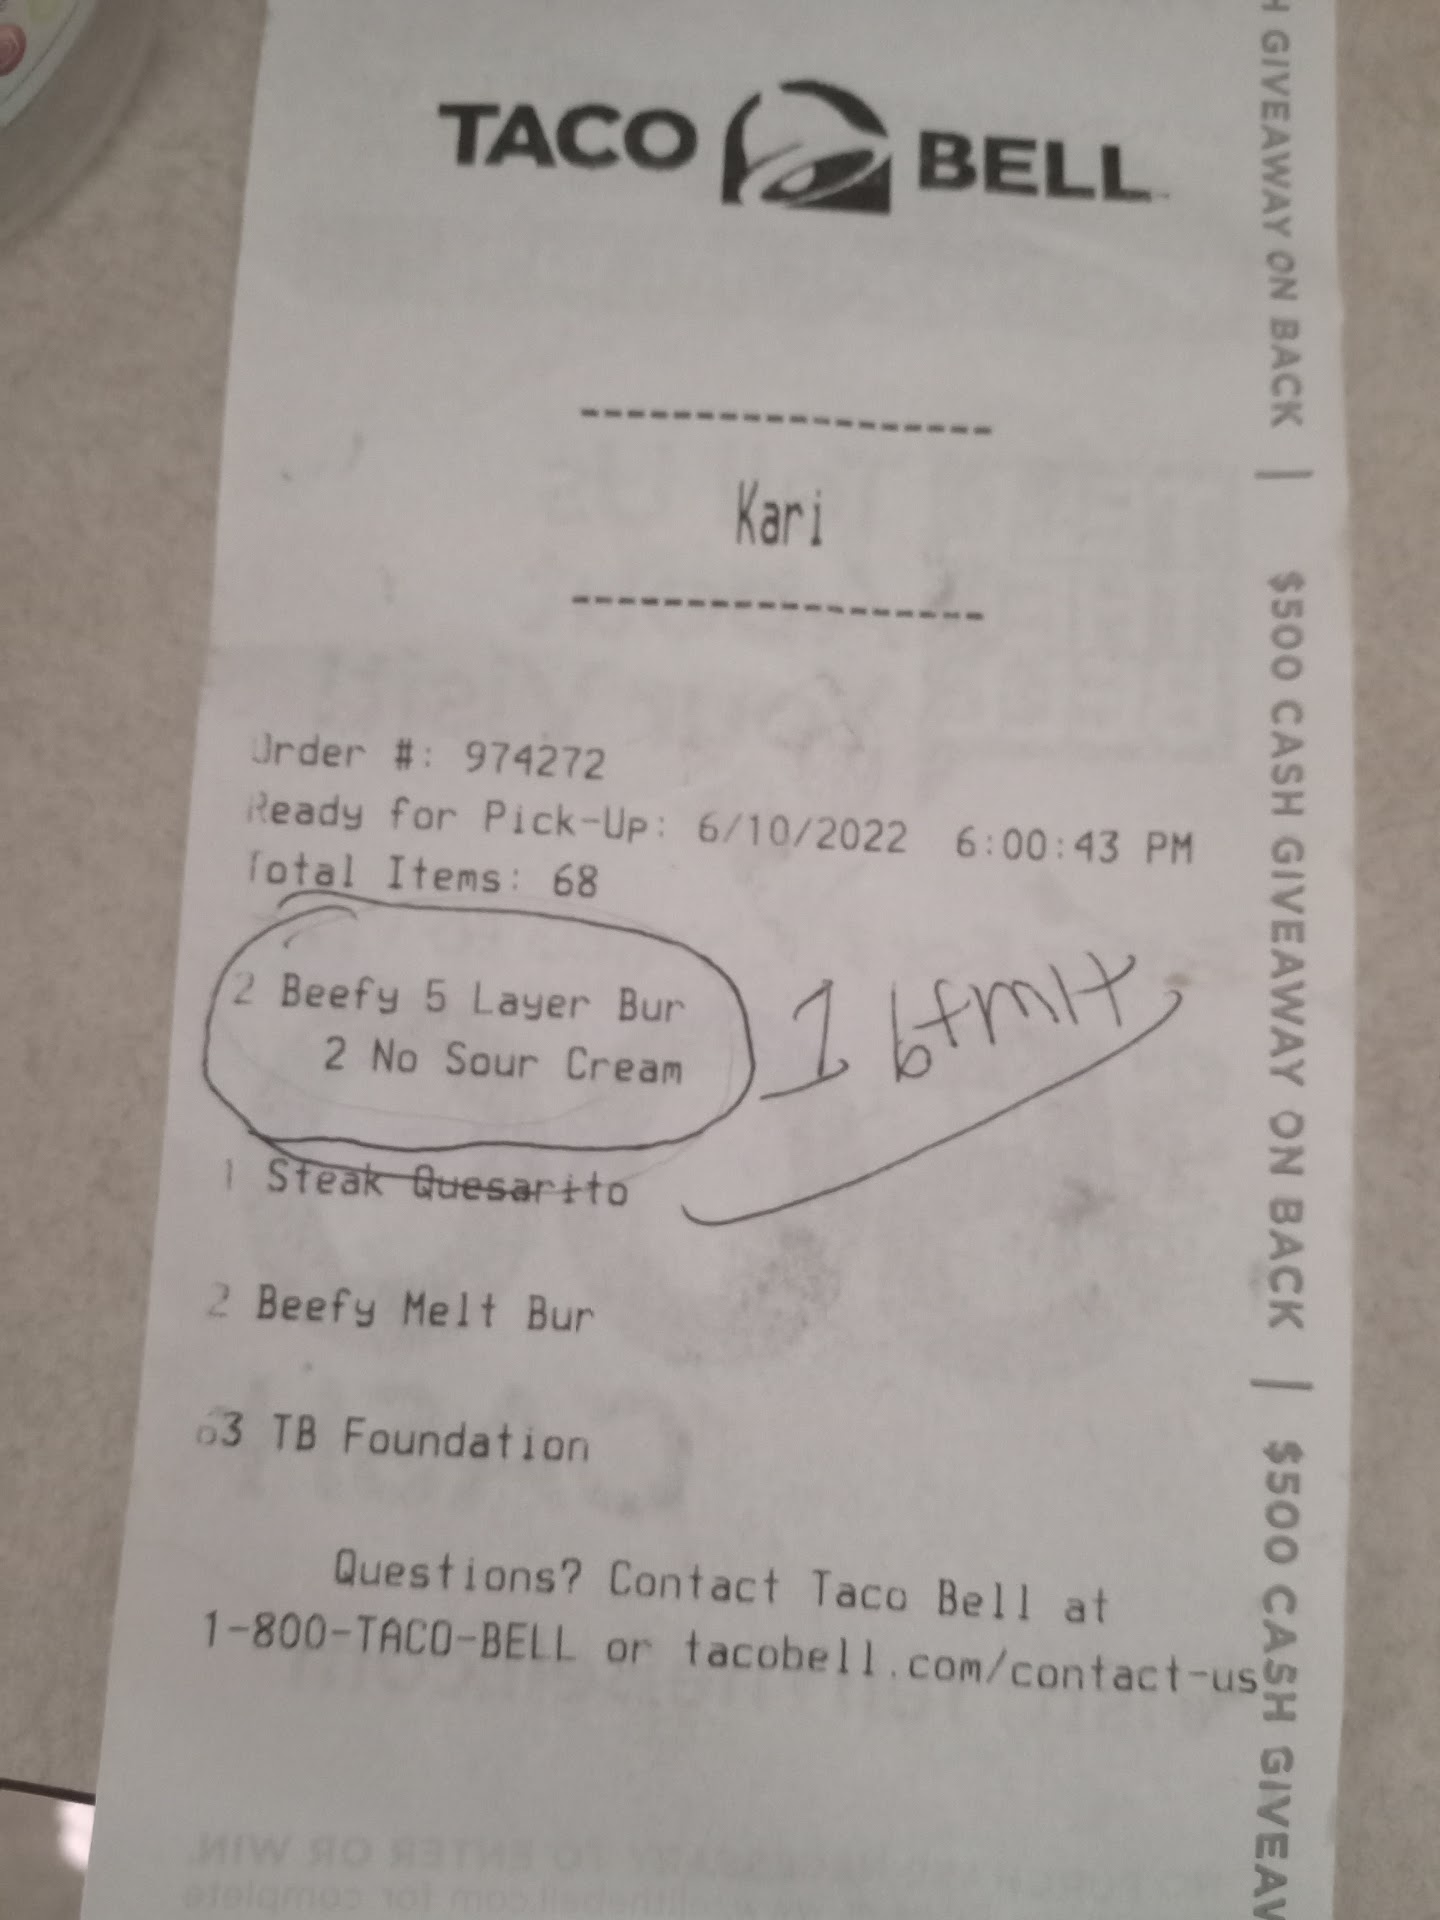 TACO BELL
------------------
Kari
------------------
Order #: 974272
Ready for Pick-Up: 6/10/2022 6:00:43 PM
Total Items: 68
2 Beefy 5 Layer Bur
2 No Sour Cream
1 bfmlt
1 Steak Quesarito
2 Beefy Melt Bur
63 TB Foundation
Questions? Contact Taco Bell at
1-800-TACO-BELL or tacobell.com/contact-us
H GIVEAWAY ON BACK | $500 CASH GIVEAWAY ON BACK | $500 CASH GIVEAW